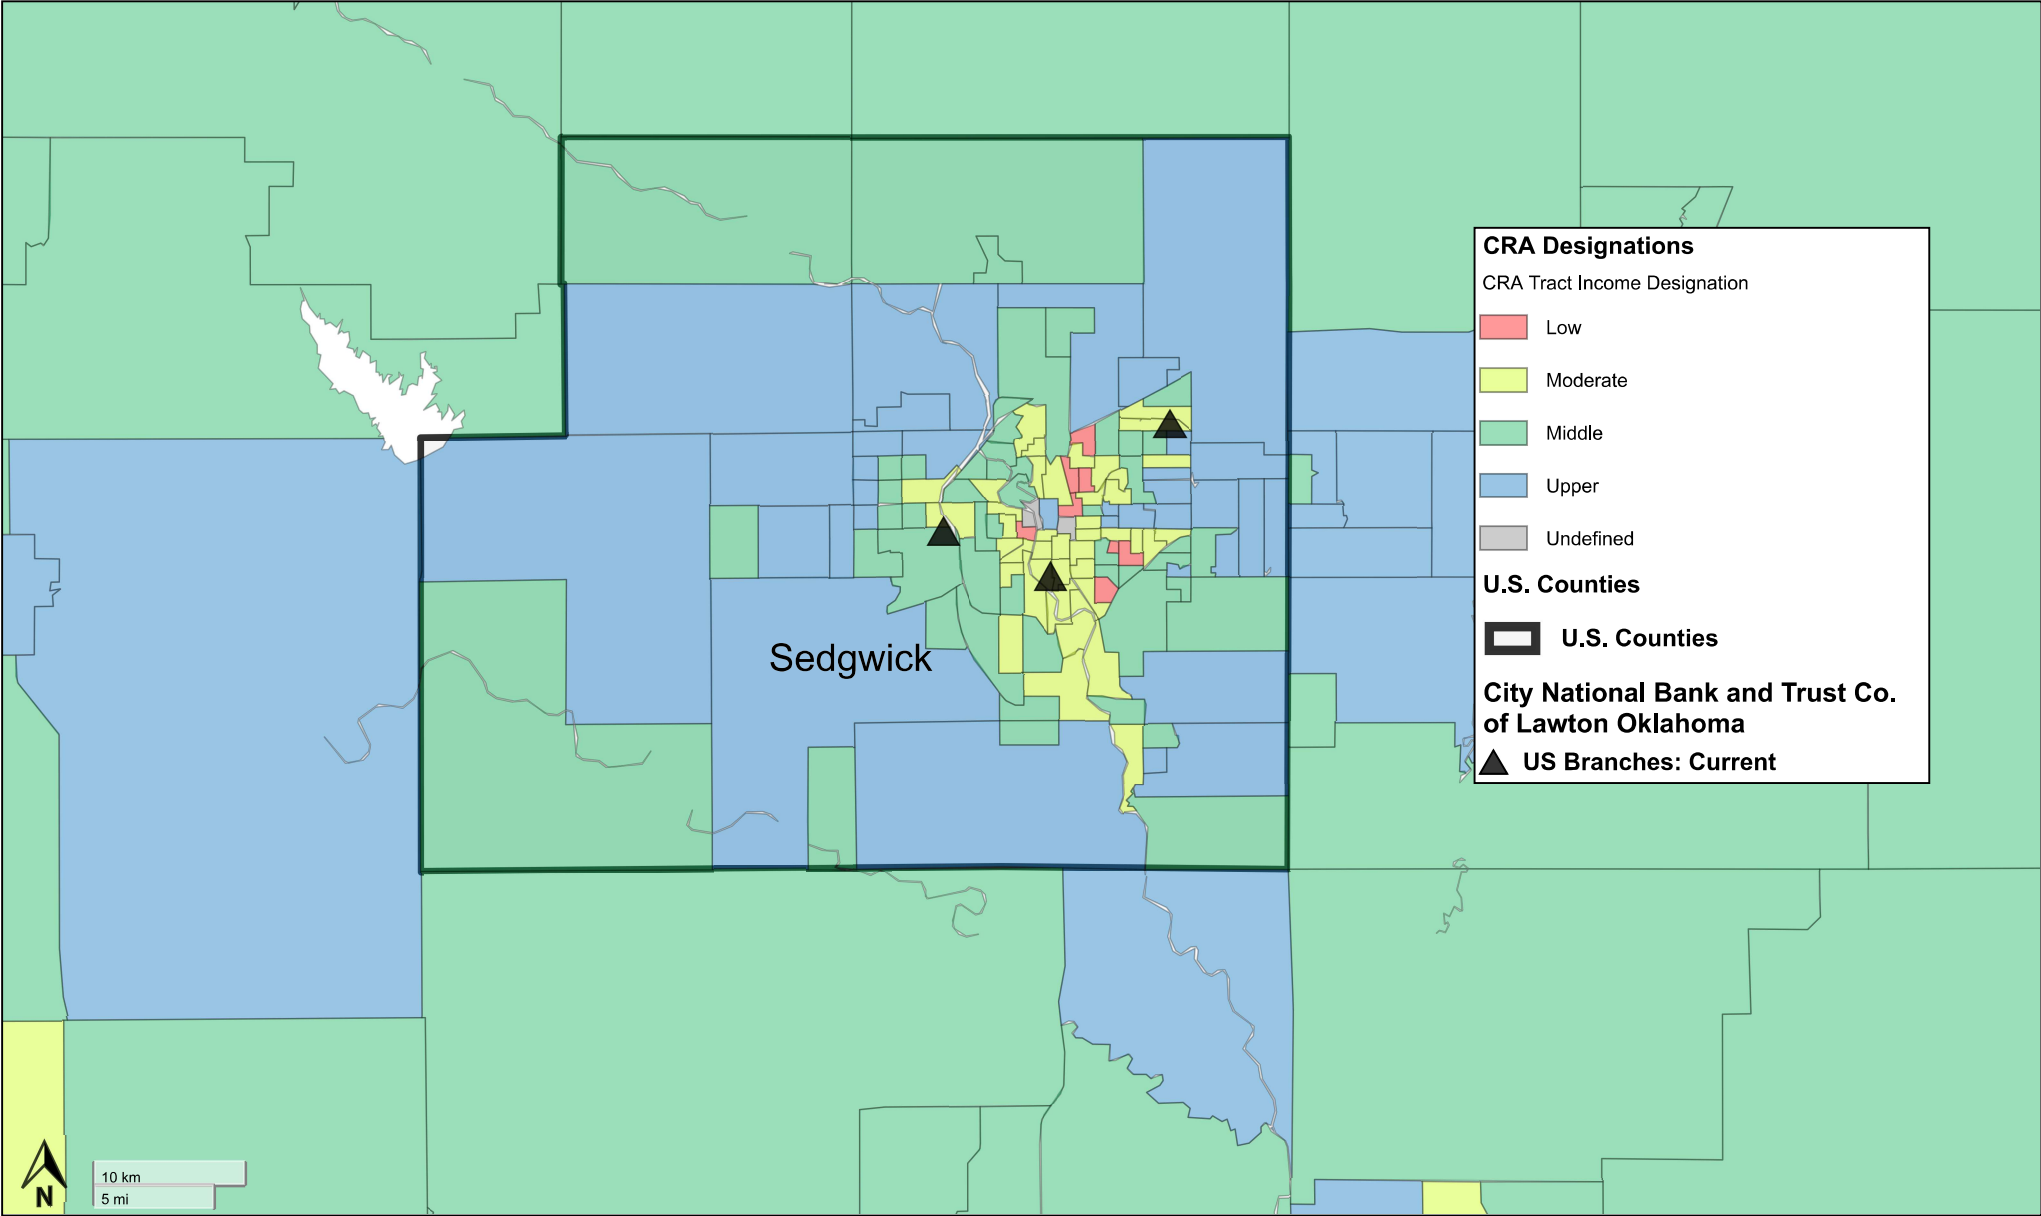 CRA Designations
CRA Tract Income Designation
Low
Moderate
Middle
Upper
Undefined
U.S. Counties
U.S. Counties
City National Bank and Trust Co.
of Lawton Oklahoma
US Branches: Current
Sedgwick
N
10 km
5 mi